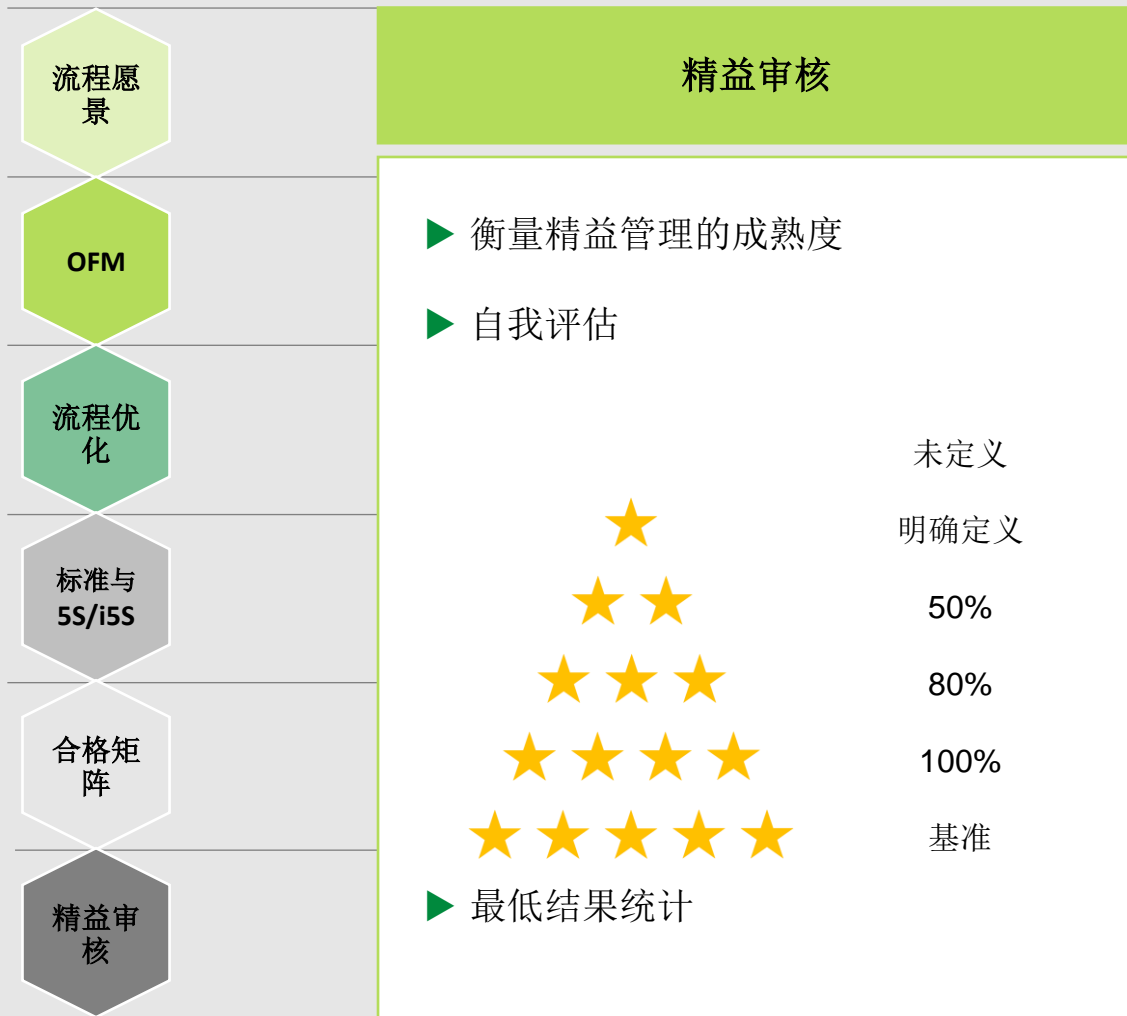 流程愿
景
OFM
流程优
化
标准与
5S/i5S
合格矩
阵
精益审
核
精益审核
衡量精益管理的成熟度
自我评估
未定义
明确定义
50%
80%
100%
基准
最低结果统计